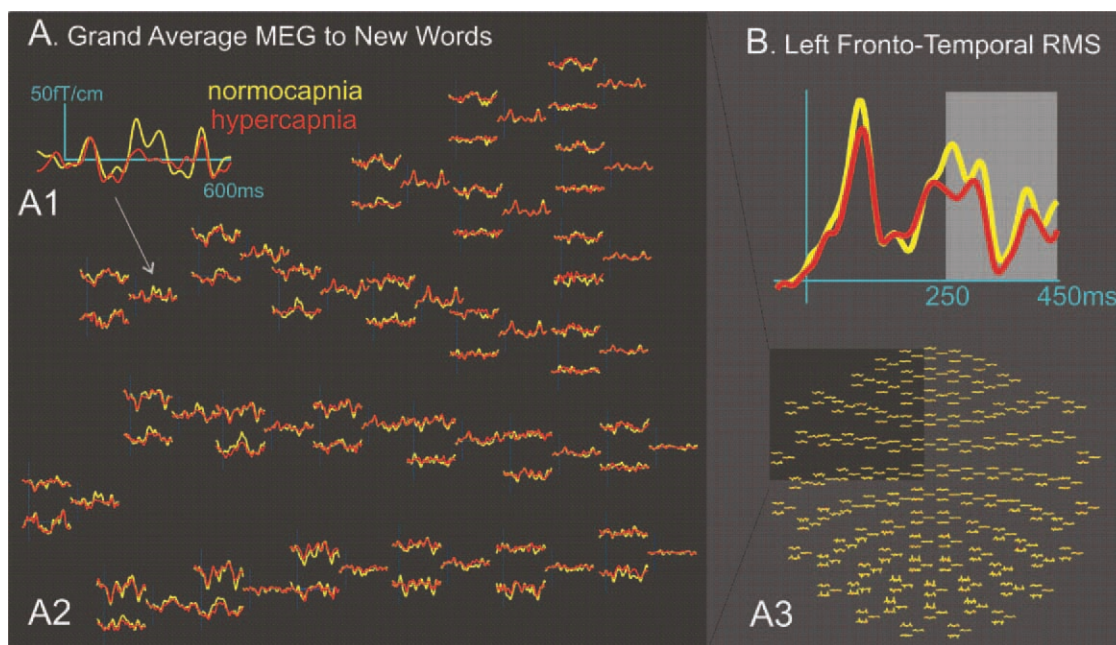 A. Grand Average MEG to New Words
50fT/cm
normocapnia
hypercapnia
600ms
A1
A2
B. Left Fronto-Temporal RMS
250
450ms
A3